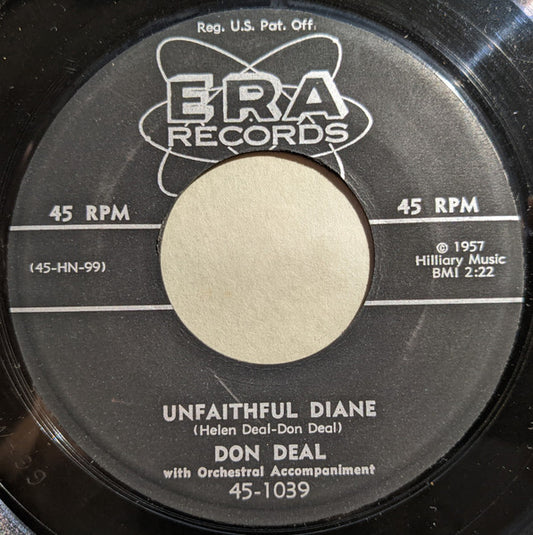 Reg. U.S. Pat. Off.
ERA
RECORDS
45 RPM
45 RPM
(45-HN-99)
© 1957
Hilliary Music
BMI 2:22
UNFAITHFUL DIANE
(Helen Deal-Don Deal)
DON DEAL
with Orchestral Accompaniment
45-1039